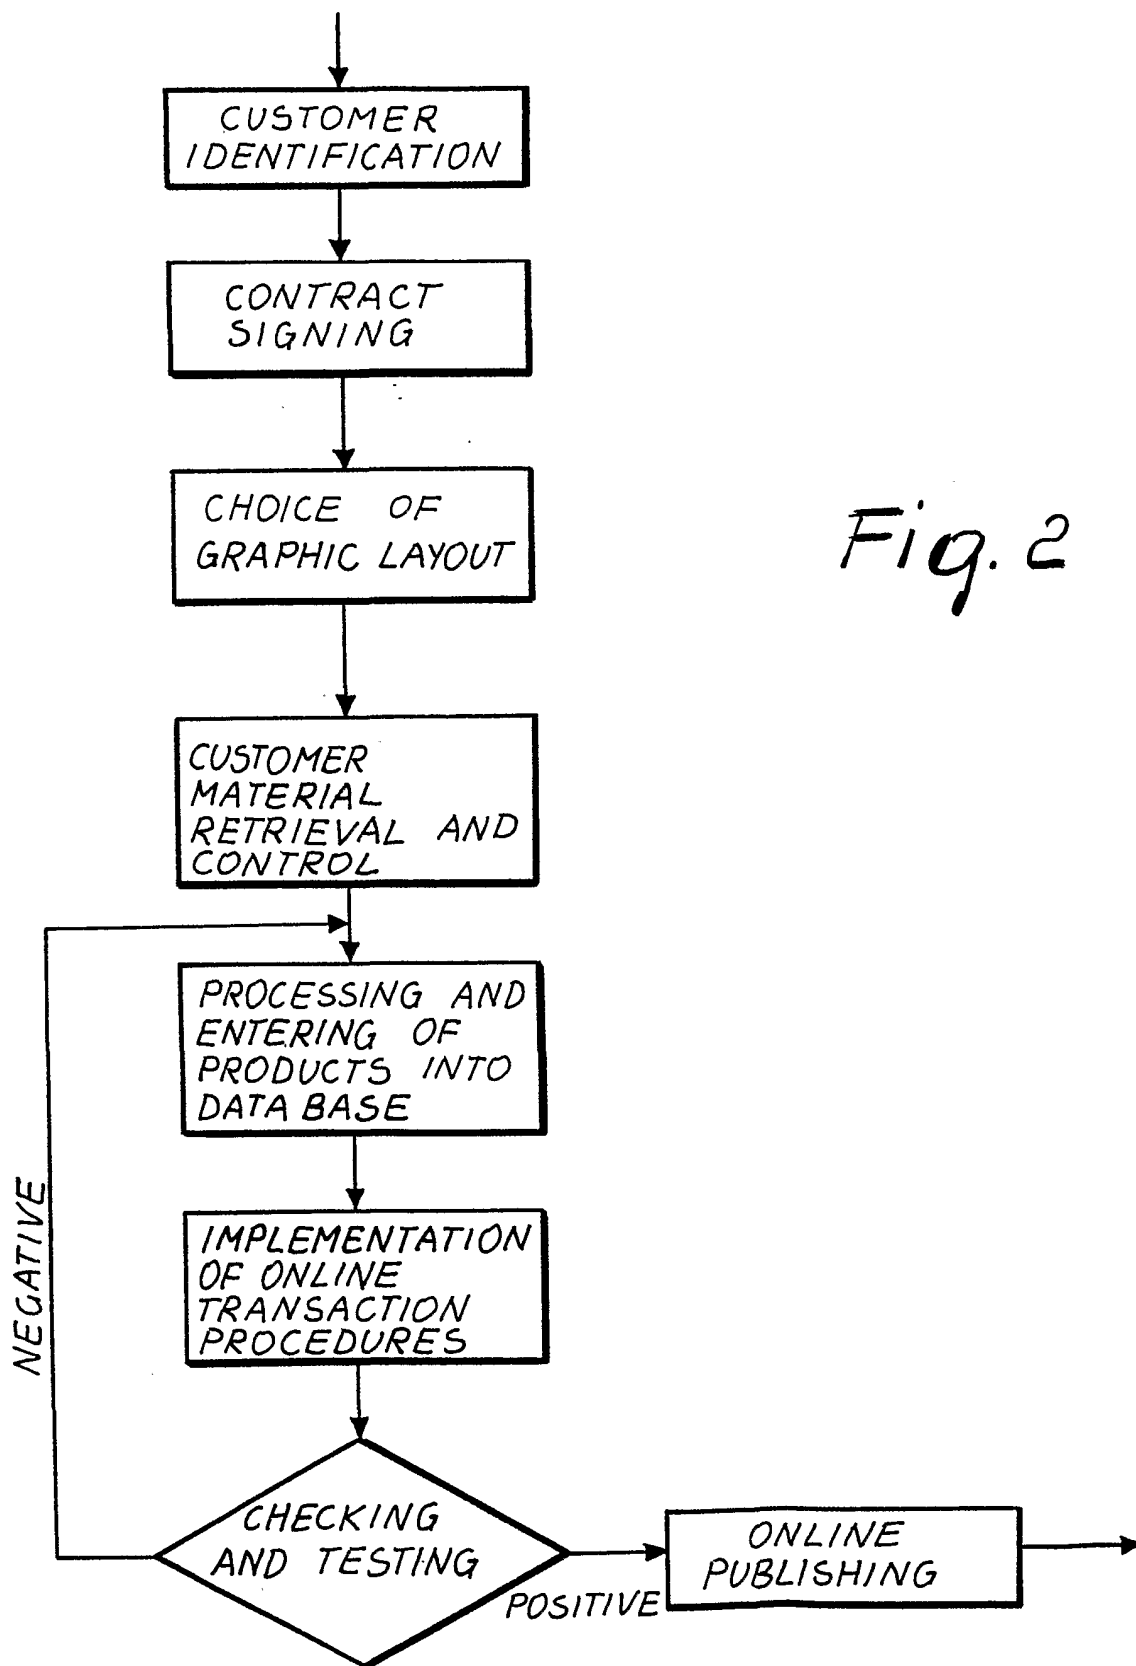 CUSTOMER
IDENTIFICATION
CONTRACT
SIGNING
CHOICE OF
GRAPHIC LAYOUT
Fig. 2
CUSTOMER
MATERIAL
RETRIEVAL AND
CONTROL
PROCESSING AND
ENTERING OF
PRODUCTS INTO
DATA BASE
IMPLEMENTATION
OF ONLINE
TRANSACTION
PROCEDURES
NEGATIVE
CHECKING
AND TESTING
POSITIVE
ONLINE
PUBLISHING